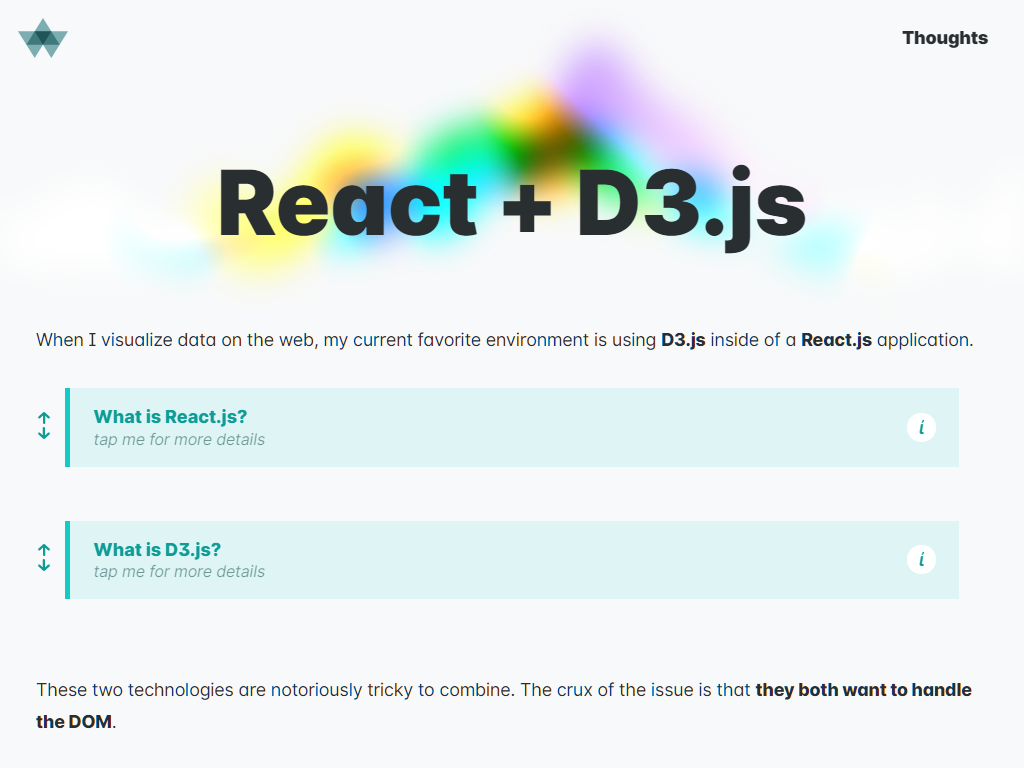 Thoughts
React + D3.js
When I visualize data on the web, my current favorite environment is using D3.js inside of a React.js application.
What is React.js?
tap me for more details
i
What is D3.js?
tap me for more details
i
These two technologies are notoriously tricky to combine. The crux of the issue is that they both want to handle
the DOM.